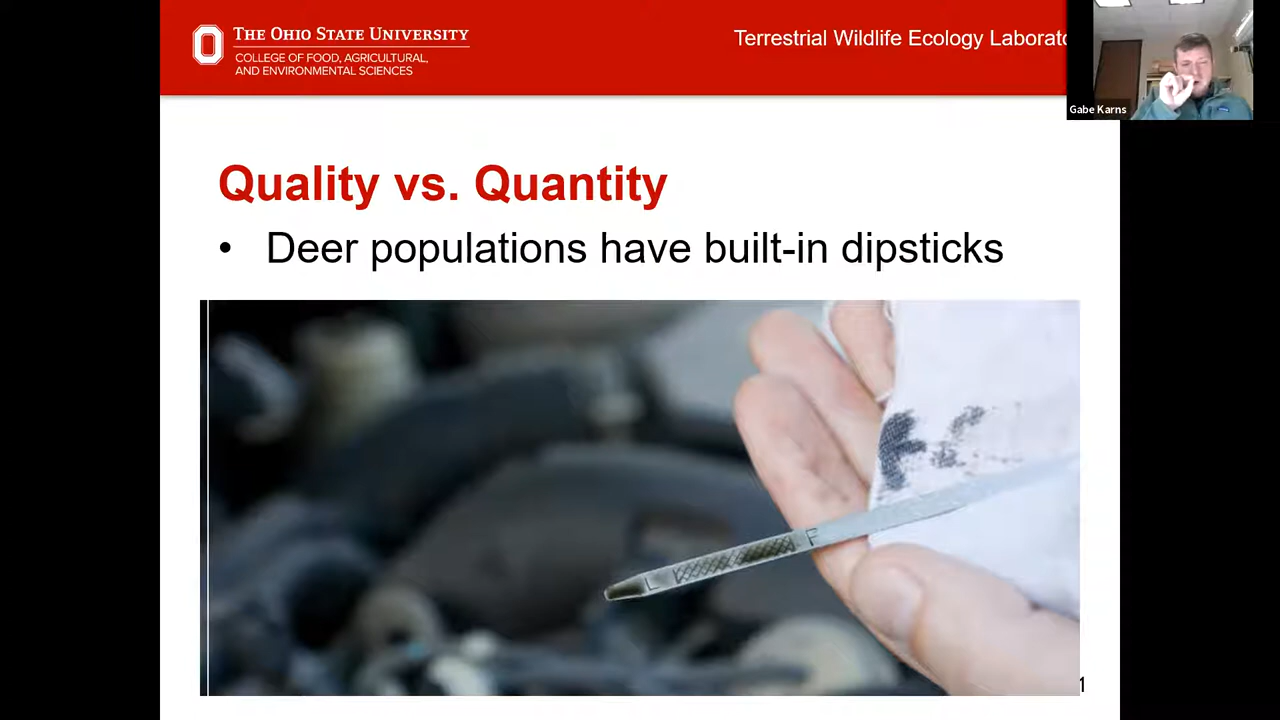 THE OHIO STATE UNIVERSITY
COLLEGE OF FOOD, AGRICULTURAL,
AND ENVIRONMENTAL SCIENCES
Terrestrial Wildlife Ecology Laborato
Gabe Karns
Quality vs. Quantity
• Deer populations have built-in dipsticks
F
L
1